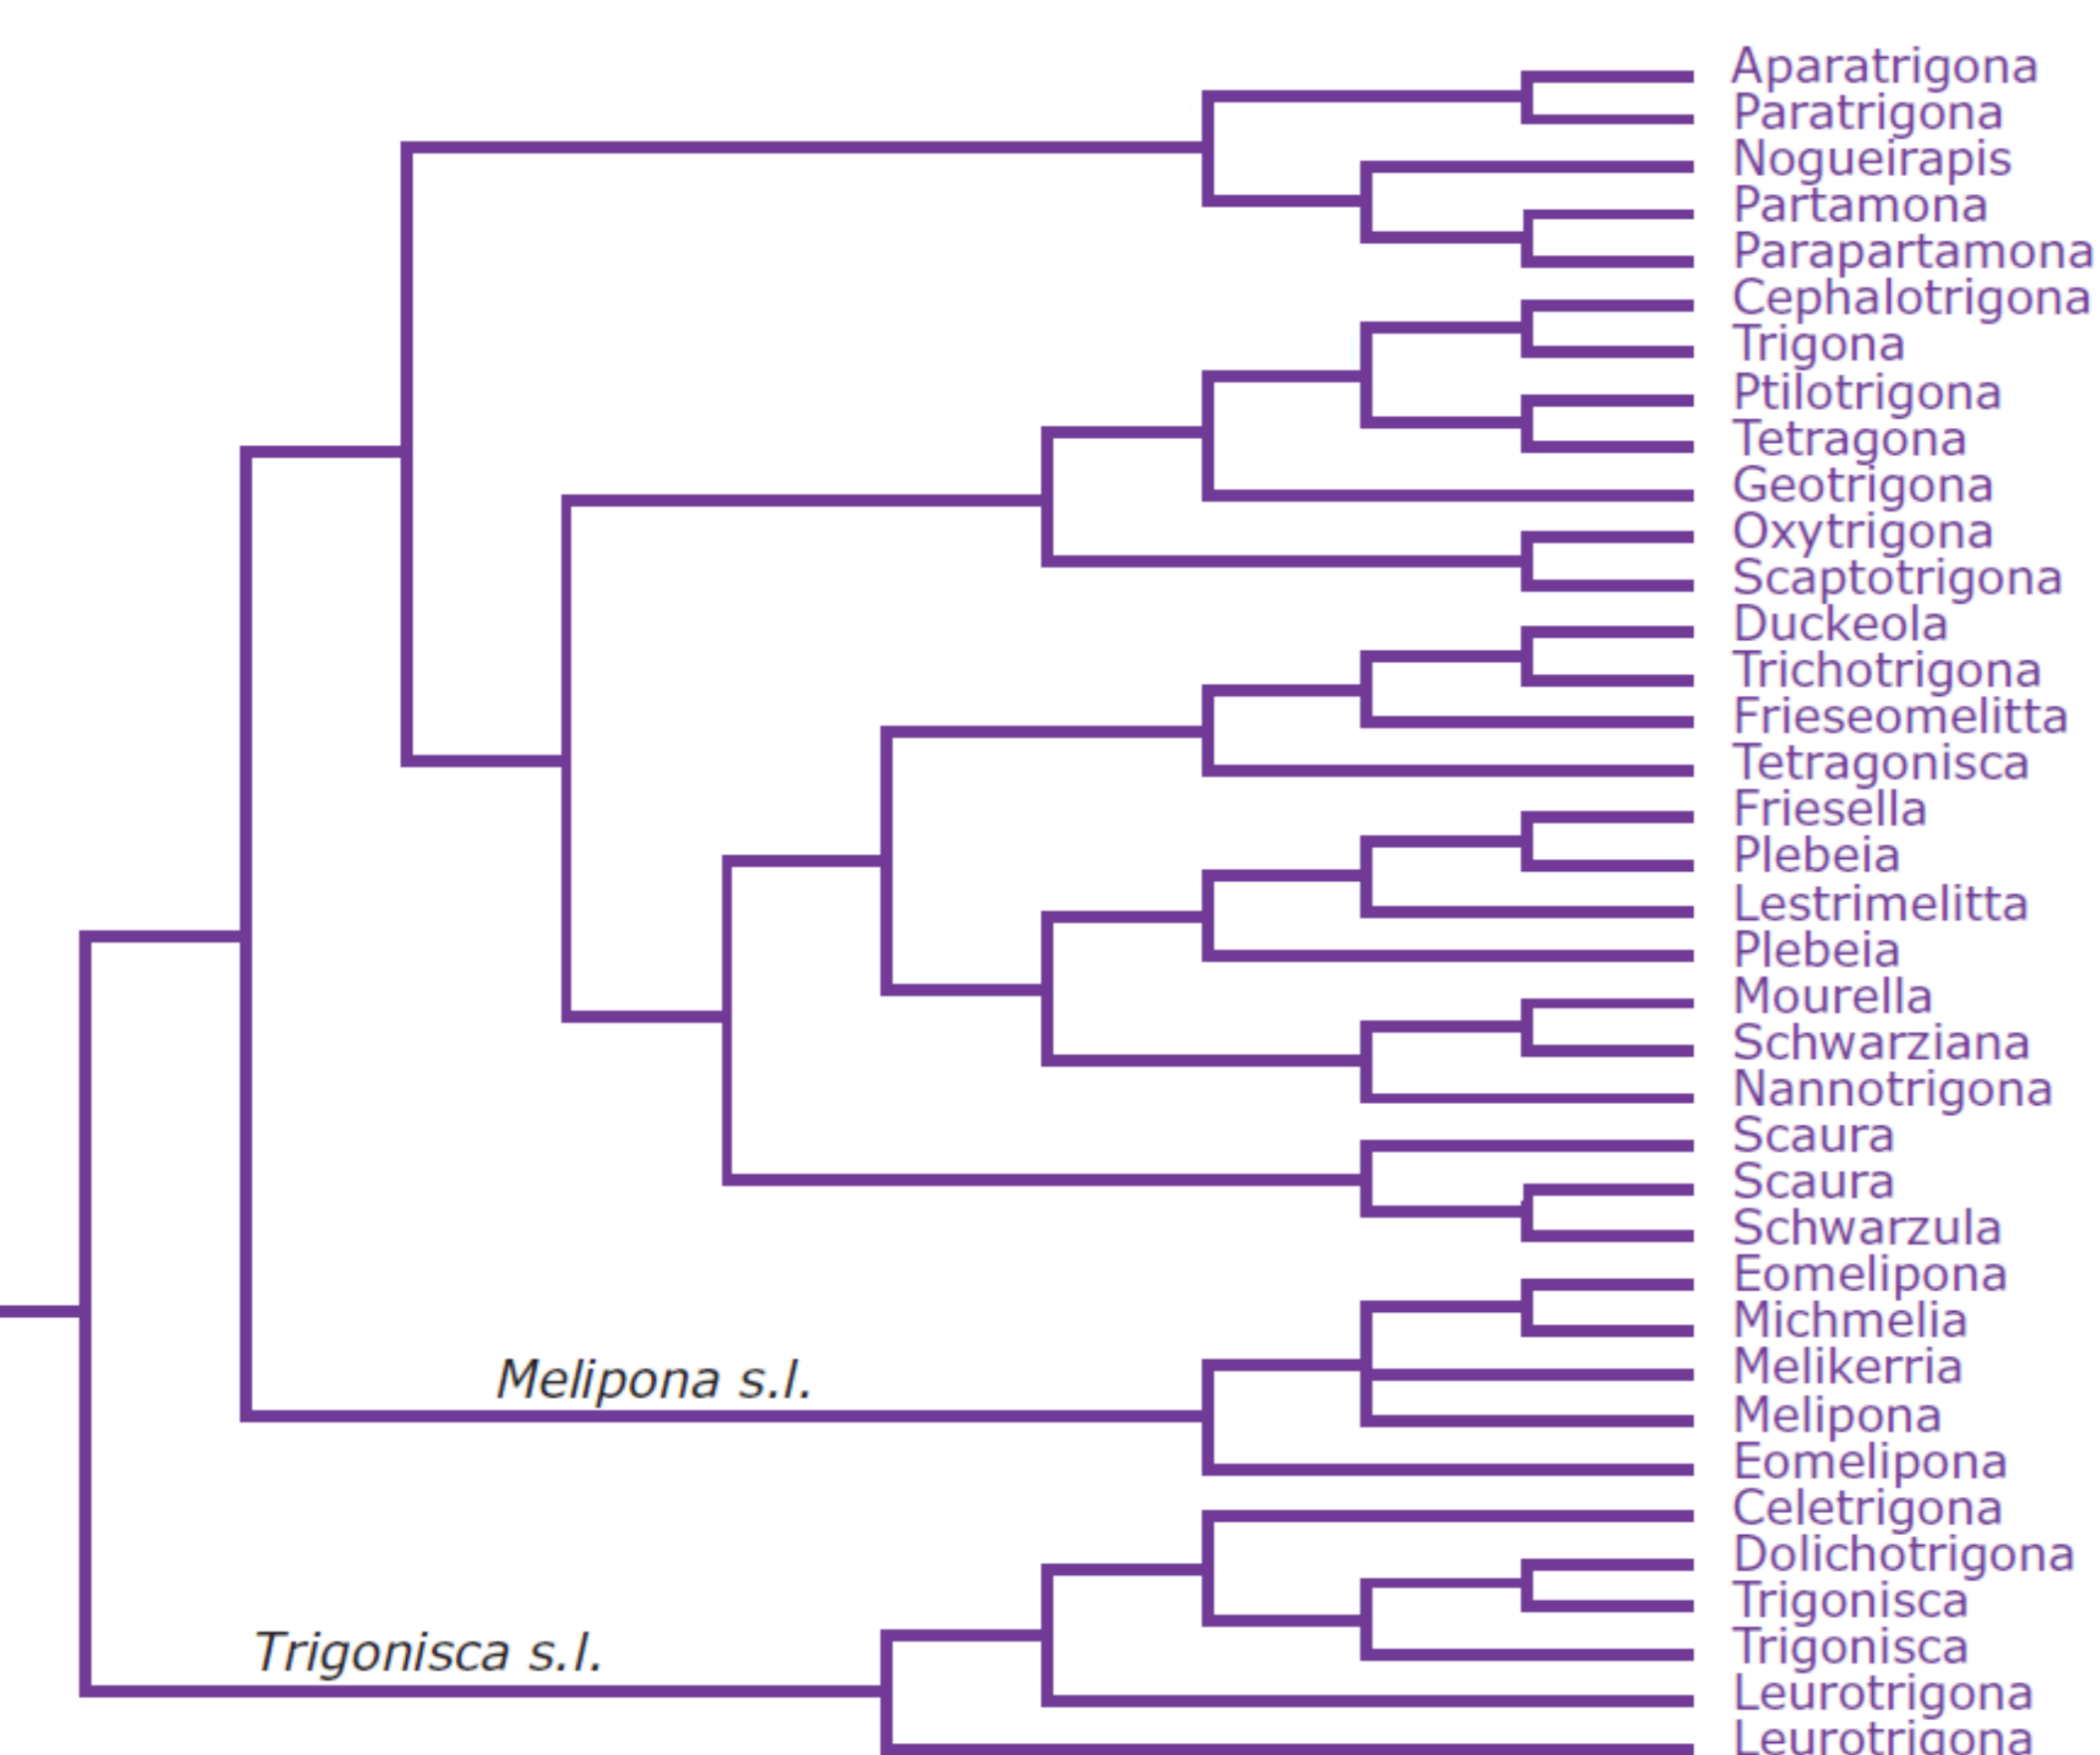 Aparatrigona
Paratrigona
Nogueirapis
Partamona
Parapartamona
Cephalotrigona
Trigona
Ptilotrigona
Tetragona
Geotrigona
Oxytrigona
Scaptotrigona
Duckeola
Trichotrigona
Frieseomelitta
Tetragonisca
Friesella
Plebeia
Lestrimelitta
Plebeia
Mourella
Schwarziana
Nannotrigona
Scaura
Scaura
Schwarzula
Eomelipona
Michmelia
Melikerria
Melipona s.l.
Melipona
Eomelipona
Celetrigona
Dolichotrigona
Trigonisca
Trigonisca s.l.
Trigonisca
Leurotrigona
Leurotrigona